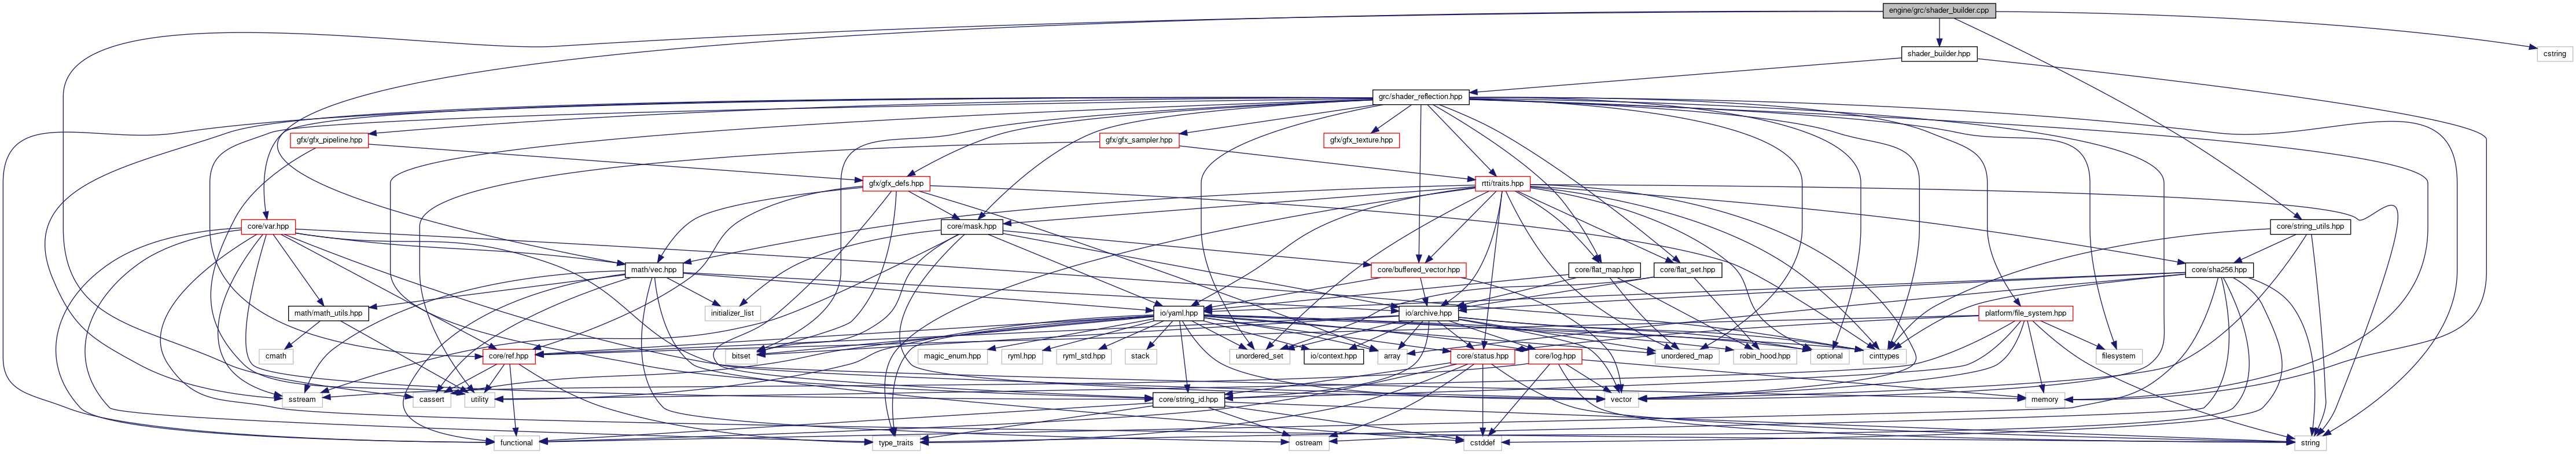 engine/grc/shader_builder.cpp
shader_builder.hpp
cstring
grc/shader_reflection.hpp
gfx/gfx_pipeline.hpp
gfx/gfx_sampler.hpp
gfx/gfx_texture.hpp
gfx/gfx_defs.hpp
rtti/traits.hpp
core/var.hpp
core/mask.hpp
core/string_utils.hpp
math/vec.hpp
core/buffered_vector.hpp
core/flat_map.hpp
core/flat_set.hpp
core/sha256.hpp
math/math_utils.hpp
initializer_list
io/yaml.hpp
io/archive.hpp
platform/file_system.hpp
cmath
core/ref.hpp
bitset
magic_enum.hpp
ryml.hpp
ryml_std.hpp
stack
unordered_set
io/context.hpp
array
core/status.hpp
core/log.hpp
unordered_map
robin_hood.hpp
optional
cinttypes
filesystem
sstream
cassert
utility
core/string_id.hpp
vector
memory
functional
type_traits
ostream
cstddef
string